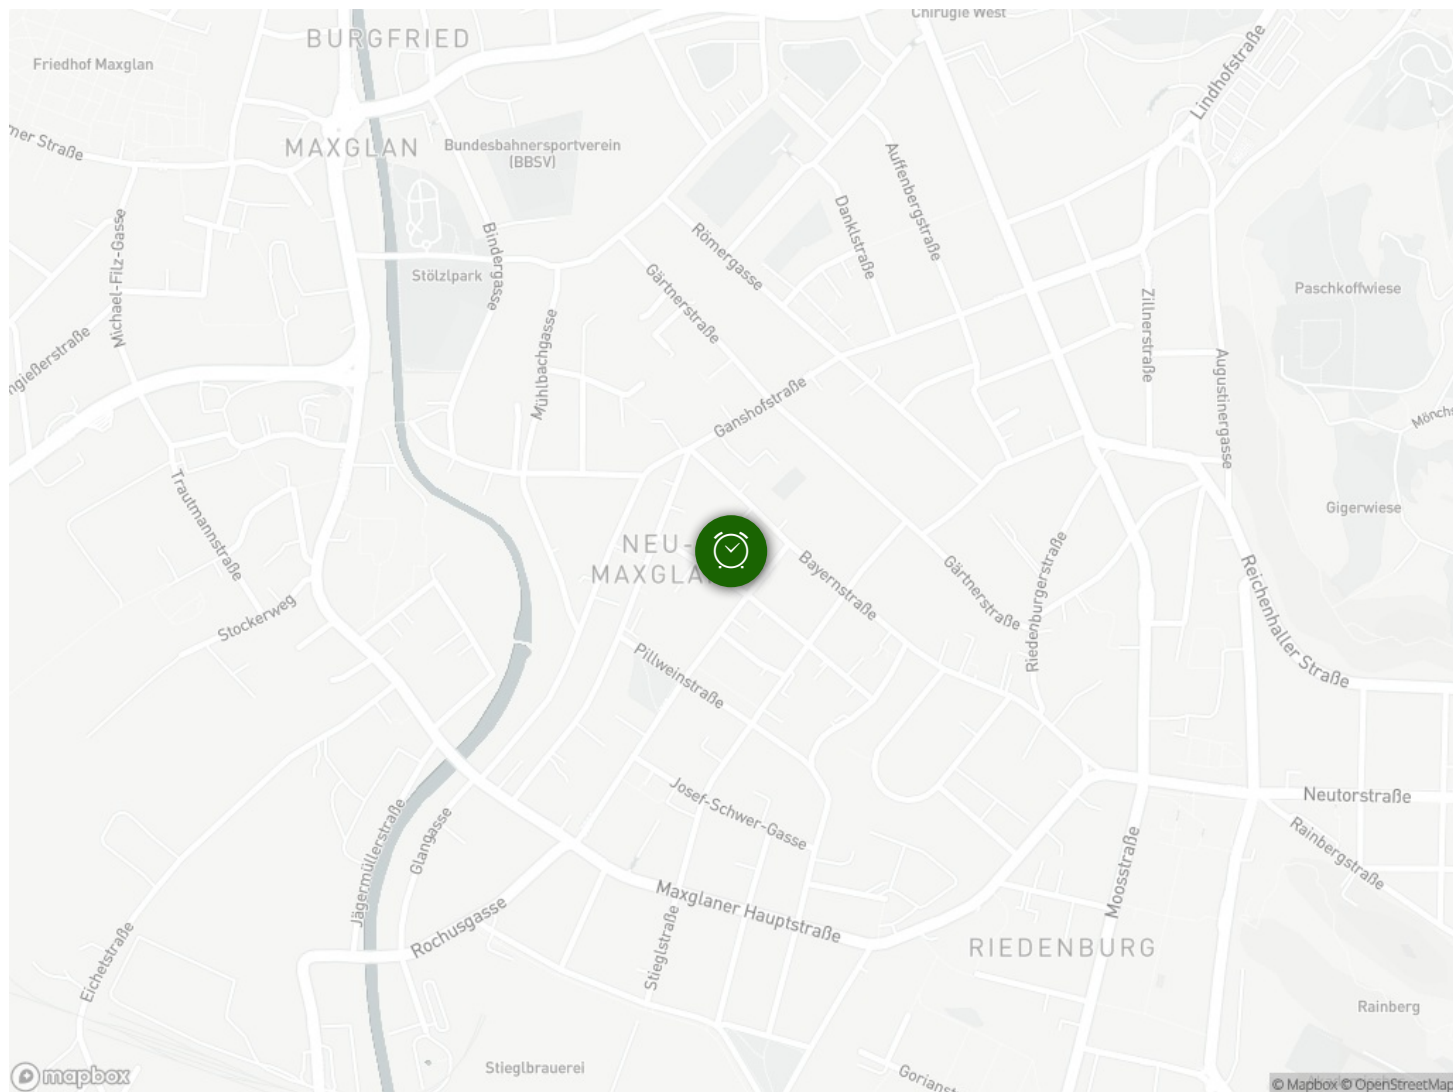 Chirugie West
BURGFRIED
Friedhof Maxglan
Lindhofstraße
MAXGLAN
Bundesbahnersportverein
(BBSV)
Auffenbergstraße
Danklstraße
Michael-Filz-Gasse
Bindergasse
Römergasse
Stölzlpark
Gärtnerstraße
Paschkoffwiese
Zillnerstraße
Mühlbachgasse
Augustinergasse
Ganshofstraße
Trautmannstraße
Gigerwiese
NEU-
Bayernstraße
Gärtnerstraße
Riedenburgerstraße
Reichenhaller Straße
Stockerweg
Pillweinstraße
Josef-Schwer-Gasse
Neutorstraße
Rainbergstraße
Jägermüllerstraße
Glangasse
Moosstraße
Maxglaner Hauptstraße
Rochusgasse
Stieglstraße
RIEDENBURG
Eichetstraße
Rainberg
Stieglbrauerei
mapbox
© Mapbox © OpenStreetMap